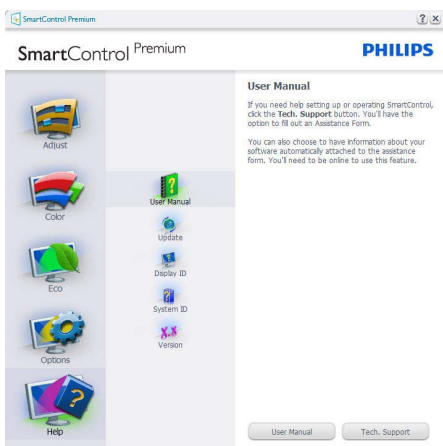 SmartControl Premium
SmartControl Premium
PHILIPS
Adjust
Color
Eco
Options
Help
User Manual
Update
Display ID
System ID
X.X
Version
User Manual
If you need help setting up or operating SmartControl,
click the Tech. Support button. You'll have the
option to fill out an Assistance Form.
You can also choose to have information about your
software automatically attached to the assistance
form. You'll need to be online to use this feature.
User Manual
Tech. Support